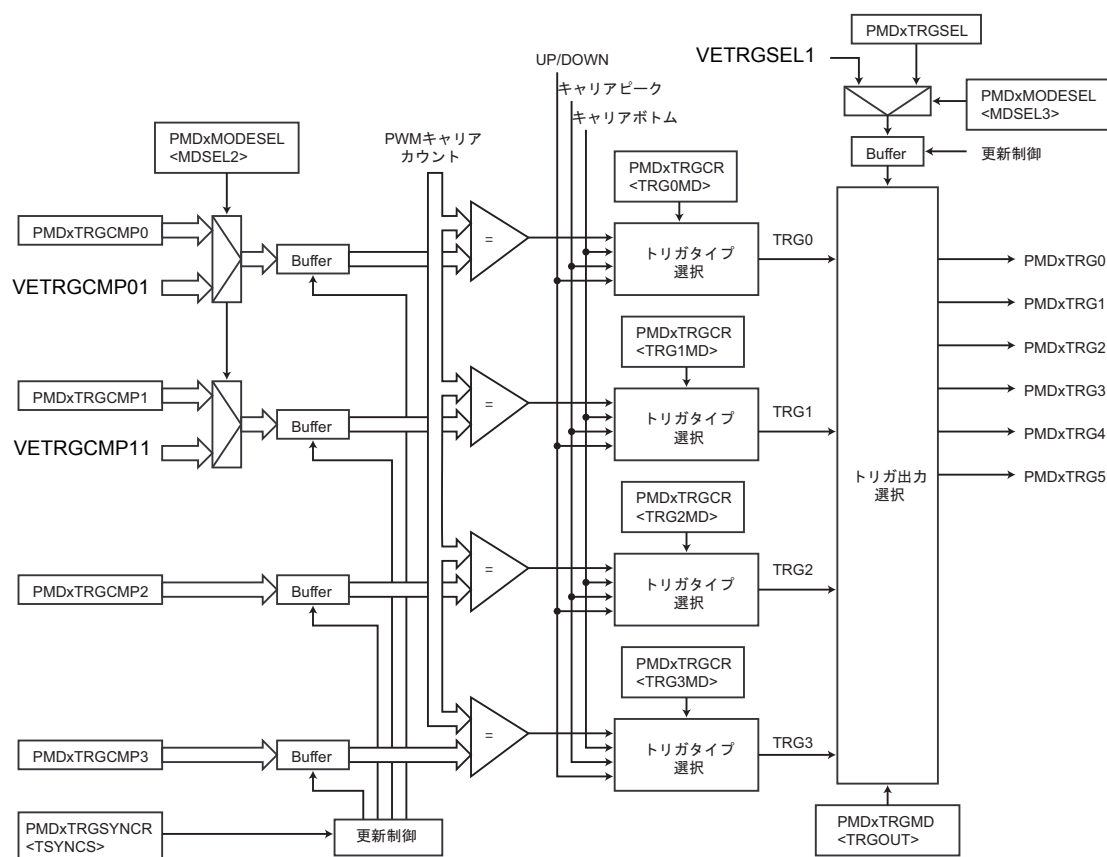 PMDxTRGSEL
VETRGSEL1
UP/DOWN
キャリアピーク
PMDxMODESEL
<MDSEL3>
キャリアボトム
PMDxMODESEL
<MDSEL2>
PWMキャリア
カウント
Buffer
更新制御
PMDxTRGCR
<TRG0MD>
PMDxTRGCMP0
=
トリガタイプ
選択
TRG0
Buffer
VETRGCMP01
PMDxTRG0
PMDxTRG1
PMDxTRG2
PMDxTRG3
PMDxTRG4
PMDxTRG5
PMDxTRGCR
<TRG1MD>
PMDxTRGCMP1
=
トリガタイプ
選択
TRG1
Buffer
VETRGCMP11
トリガ出力
選択
PMDxTRGCR
<TRG2MD>
PMDxTRGCMP2
Buffer
=
トリガタイプ
選択
TRG2
PMDxTRGCR
<TRG3MD>
PMDxTRGCMP3
Buffer
=
トリガタイプ
選択
TRG3
PMDxTRGSYNCR
<TSYNCS>
更新制御
PMDxTRGMD
<TRGOUT>